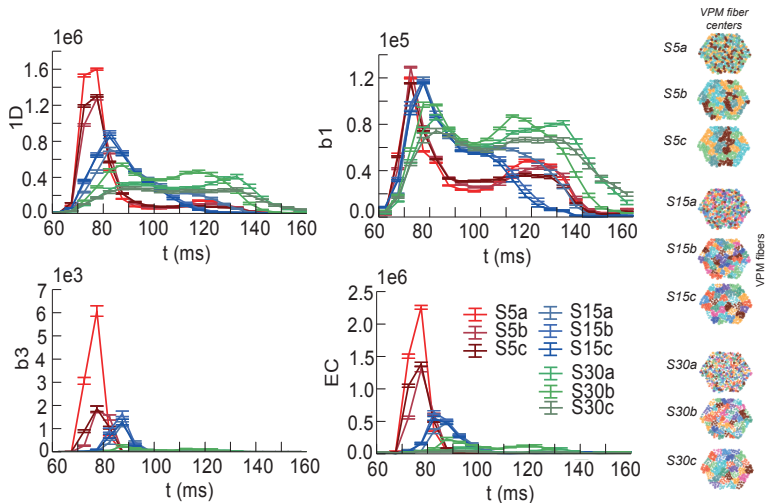 1e6
1D
1.6
1.2
0.8
0.4
0.0
60 80 100 120 140 160
t (ms)
1e5
b1
1.2
0.8
0.4
0
60 80 100 120 140 160
t (ms)
1e3
b3
7
6
5
4
3
2
1
0
60 80 100 120 140 160
t (ms)
1e6
EC
2.5
2.0
1.5
1.0
0.5
0.0
60 80 100 120 140 160
t (ms)
S5a
S5b
S5c
S15a
S15b
S15c
S30a
S30b
S30c
VPM fiber
centers
S5a
S5b
S5c
S15a
S15b
S15c
S30a
S30b
S30c
VPM fibers